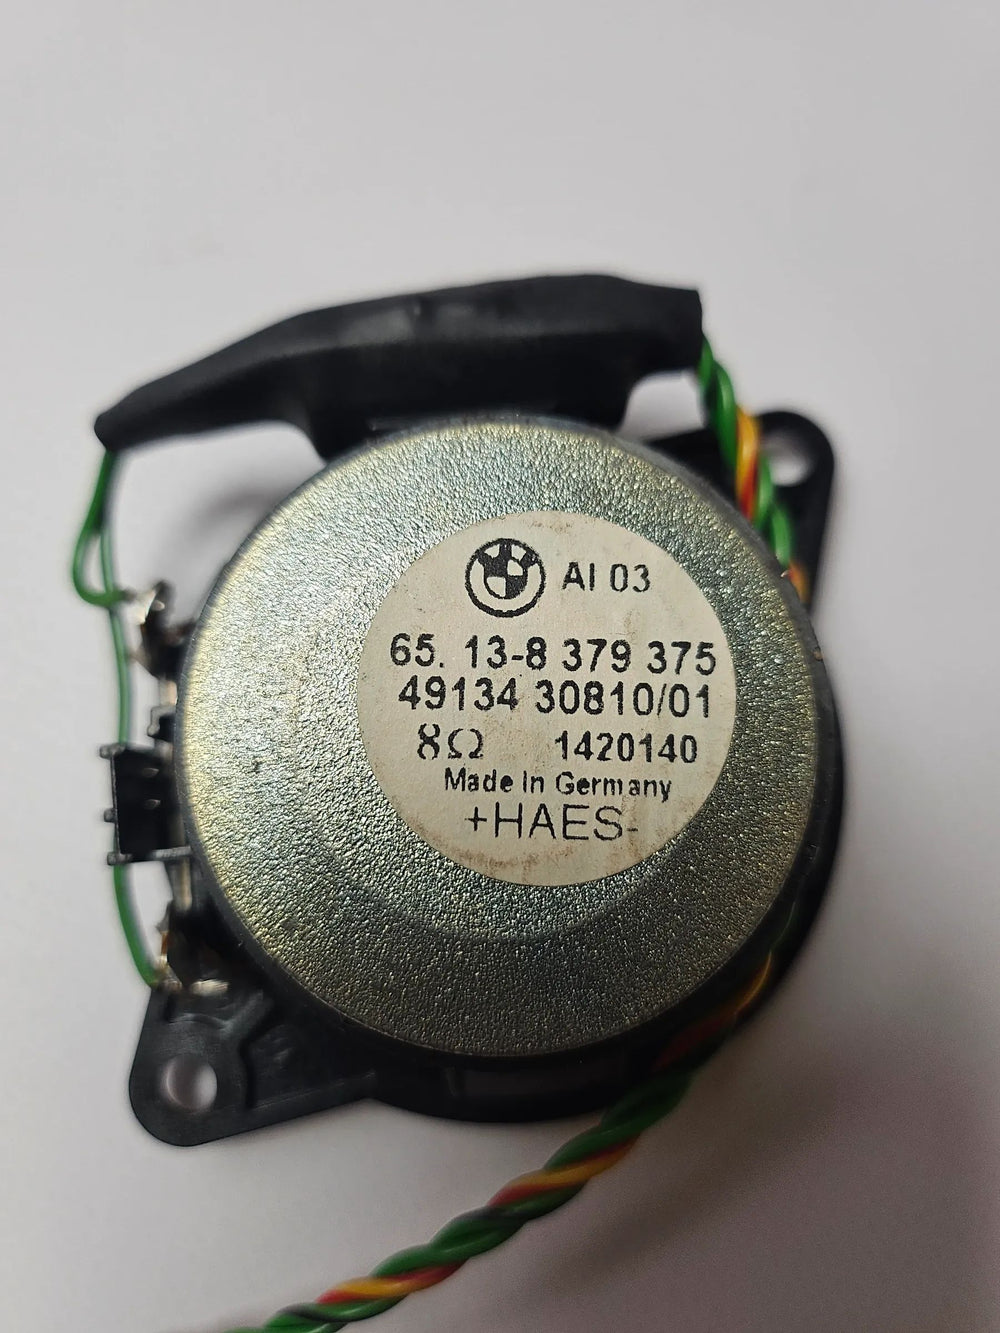 AI 03
65. 13-8 379 375
49134 30810/01
8Ω 1420140
Made In Germany
+HAES-